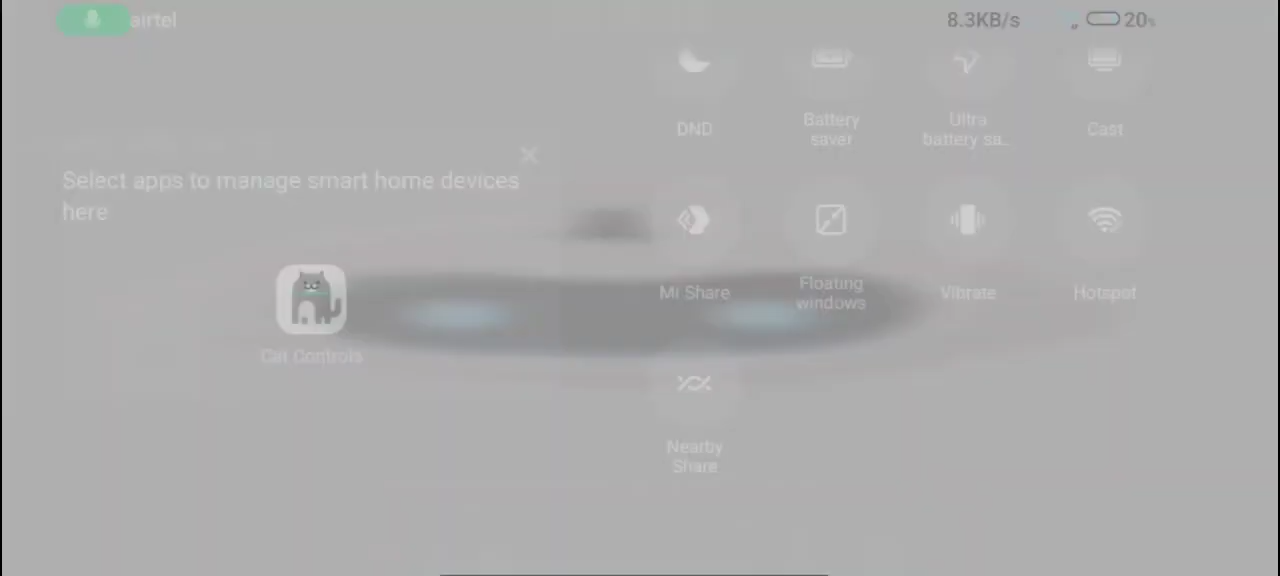 airtel
8.3KB/s
20%
DND
Battery
saver
Ultra
battery sa...
Cast
Select apps to manage smart home devices
here
Mi Share
Floating
windows
Vibrate
Hotspot
Cat Controls
Nearby
Share